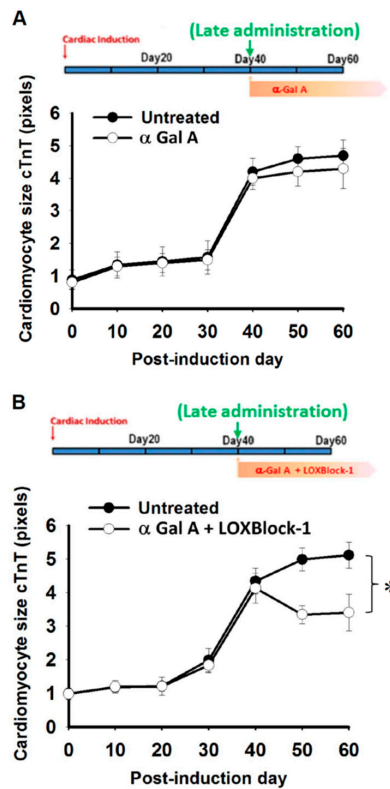 A
(Late administration)
Cardiac Induction
Day20
Day40
Day60
α-Gal A
Cardiomyocyte size cTnT (pixels)
6
5
4
3
2
1
0
Untreated
α Gal A
0 10 20 30 40 50 60
Post-induction day
B
(Late administration)
Cardiac Induction
Day20
Day40
Day60
α-Gal A + LOXBlock-1
Cardiomyocyte size cTnT (pixels)
6
5
4
3
2
1
0
Untreated
α Gal A + LOXBlock-1
*
0 10 20 30 40 50 60
Post-induction day